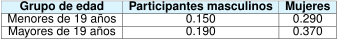 Grupo de edad Participantes masculinos Mujeres
Menores de 19 años 0.150 0.290
Mayores de 19 años 0.190 0.370